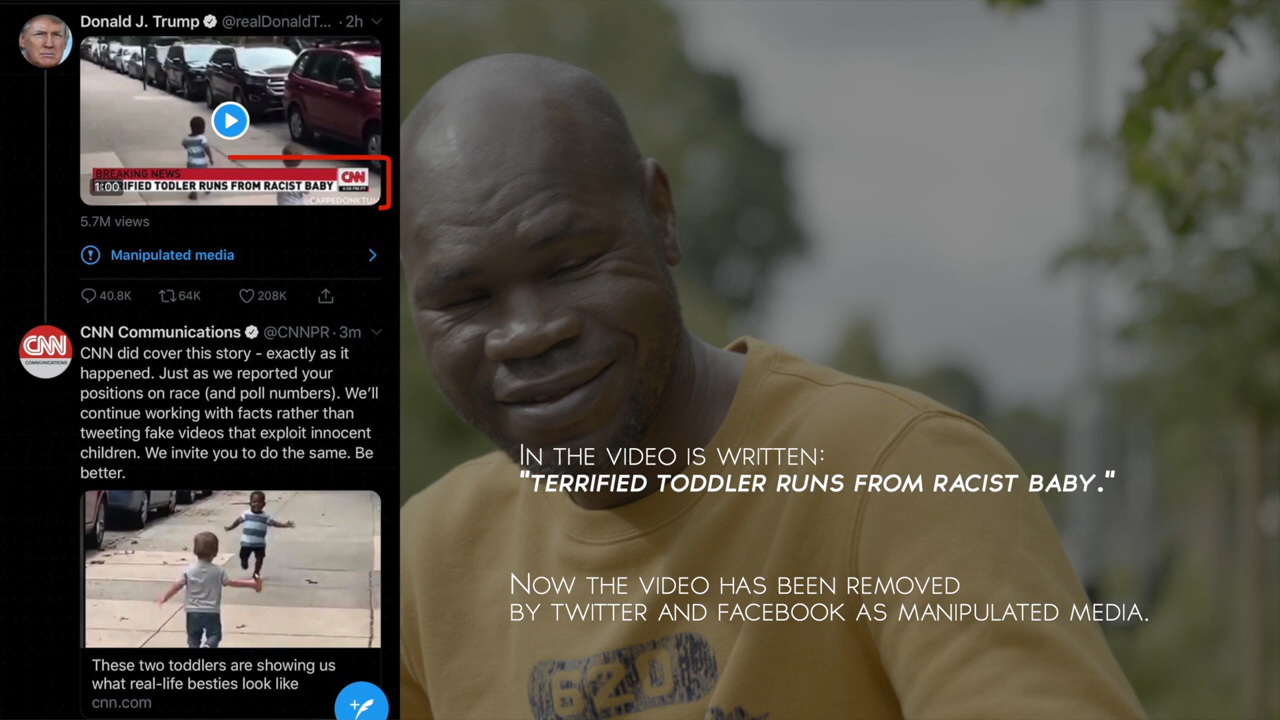 Donald J. Trump @realDonaldT... · 2h
BREAKING NEWS
CNN
1:00
RIFIED TODLER RUNS FROM RACIST BABY
CARPEDONKTUM
5.7M views
Manipulated media
40.8K 64K 208K
CNN Communications @CNNPR · 3m
CNN
COMMUNICATIONS
CNN did cover this story - exactly as it
happened. Just as we reported your
positions on race (and poll numbers). We'll
continue working with facts rather than
tweeting fake videos that exploit innocent
children. We invite you to do the same. Be
better.
These two toddlers are showing us
what real-life besties look like
cnn.com
IN THE VIDEO IS WRITTEN:
"TERRIFIED TODDLER RUNS FROM RACIST BABY."
NOW THE VIDEO HAS BEEN REMOVED
BY TWITTER AND FACEBOOK AS MANIPULATED MEDIA.
620